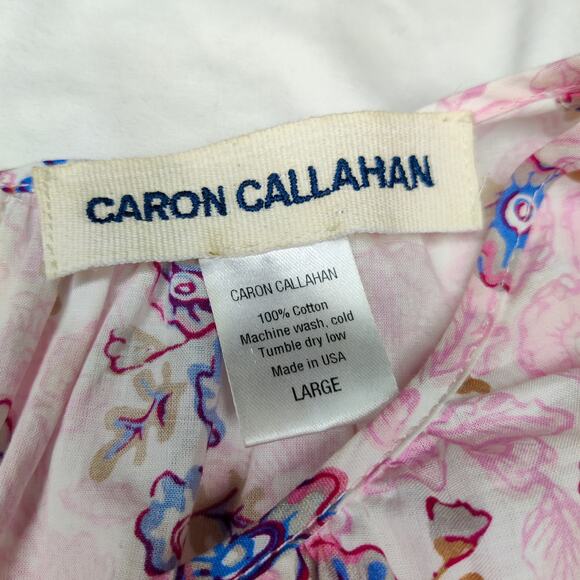 CARON CALLAHAN
CARON CALLAHAN
100% Cotton
Machine wash, cold
Tumble dry low
Made in USA
LARGE